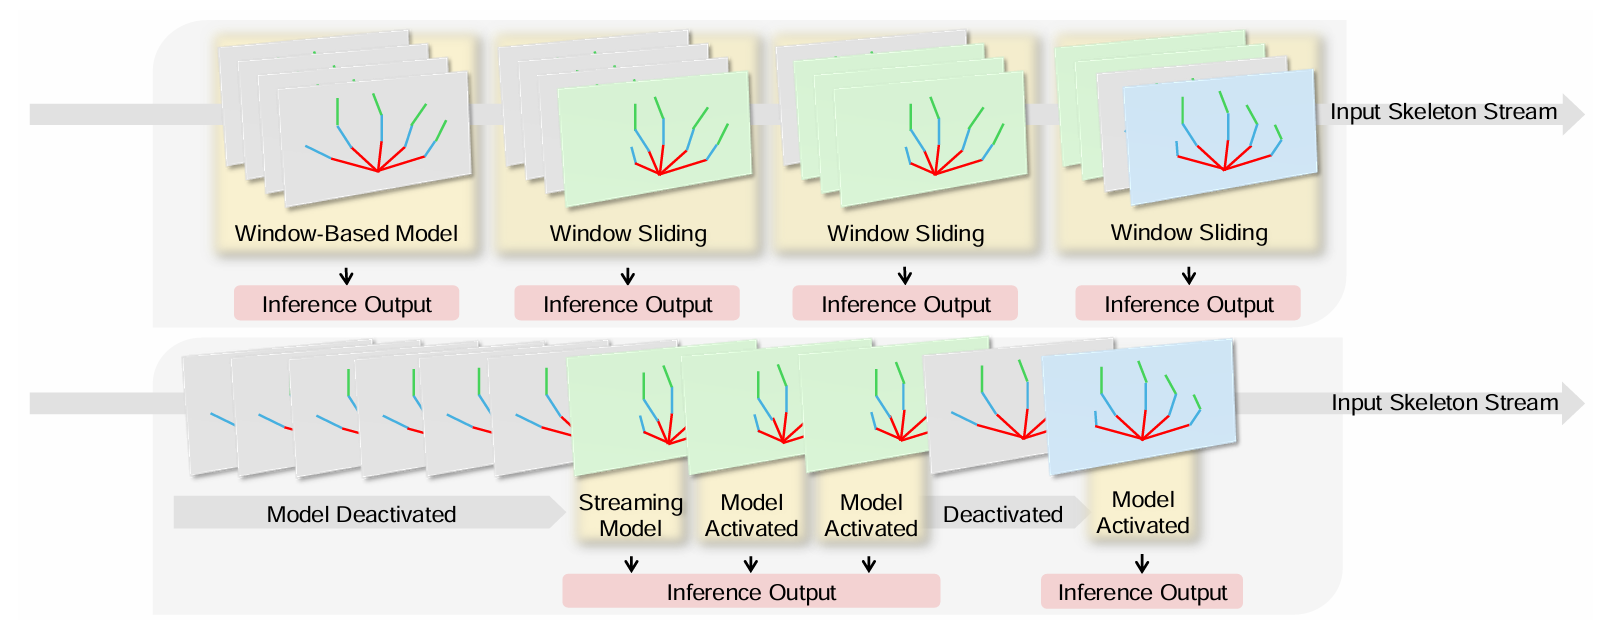 Input Skeleton Stream
Window-Based Model
Window Sliding
Window Sliding
Window Sliding
Inference Output
Inference Output
Inference Output
Inference Output
Input Skeleton Stream
Model Deactivated
Streaming
Model
Model
Activated
Model
Activated
Deactivated
Model
Activated
Inference Output
Inference Output